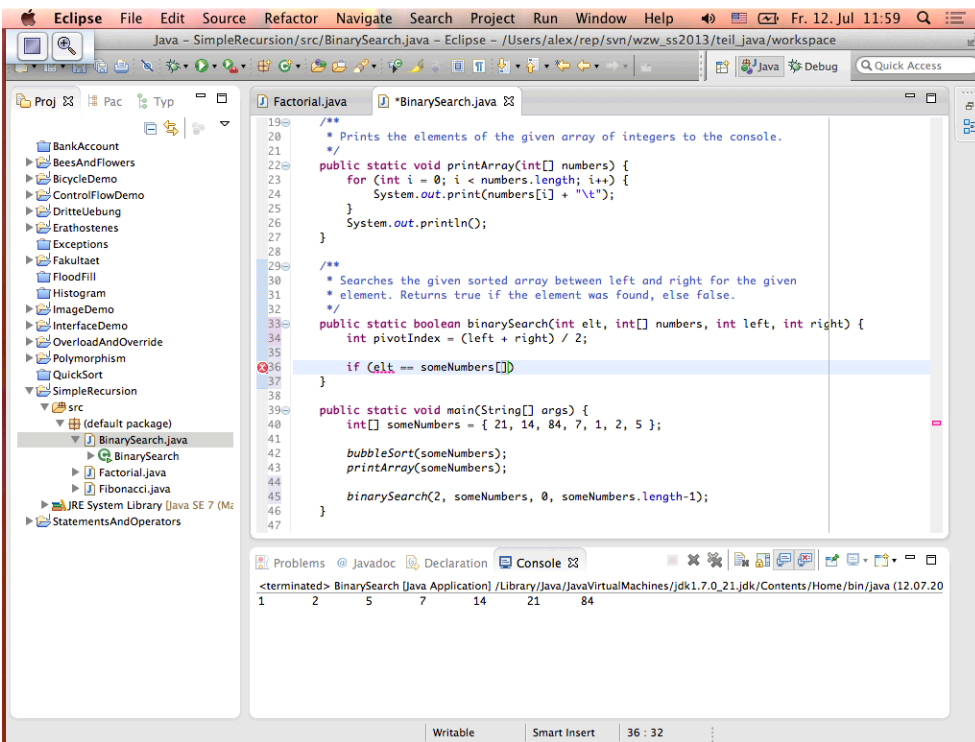 Eclipse File Edit Source Refactor Navigate Search Project Run Window Help Fr. 12. Jul 11:59
Java – SimpleRecursion/src/BinarySearch.java – Eclipse – /Users/alex/rep/svn/wzw_ss2013/teil_java/workspace
Java Debug Quick Access
Proj Pac Typ
BankAccount
BeesAndFlowers
BicycleDemo
ControlFlowDemo
DritteUebung
Erathostenes
Exceptions
Fakultaet
FloodFill
Histogram
ImageDemo
InterfaceDemo
OverloadAndOverride
Polymorphism
QuickSort
SimpleRecursion
src
(default package)
BinarySearch.java
BinarySearch
Factorial.java
Fibonacci.java
JRE System Library [Java SE 7 (Ma
StatementsAndOperators
Factorial.java *BinarySearch.java
19 /**
20 * Prints the elements of the given array of integers to the console.
21 */
22 public static void printArray(int[] numbers) {
23 for (int i = 0; i < numbers.length; i++) {
24 System.out.print(numbers[i] + "\t");
25 }
26 System.out.println();
27 }
28
29 /**
30 * Searches the given sorted array between left and right for the given
31 * element. Returns true if the element was found, else false.
32 */
33 public static boolean binarySearch(int elt, int[] numbers, int left, int right) {
34 int pivotIndex = (left + right) / 2;
35
36 if (elt == someNumbers[])
37 }
38
39 public static void main(String[] args) {
40 int[] someNumbers = { 21, 14, 84, 7, 1, 2, 5 };
41
42 bubbleSort(someNumbers);
43 printArray(someNumbers);
44
45 binarySearch(2, someNumbers, 0, someNumbers.length-1);
46 }
47
Problems @ Javadoc Declaration Console
<terminated> BinarySearch [Java Application] /Library/Java/JavaVirtualMachines/jdk1.7.0_21.jdk/Contents/Home/bin/java (12.07.20
1 2 5 7 14 21 84
Writable Smart Insert 36 : 32